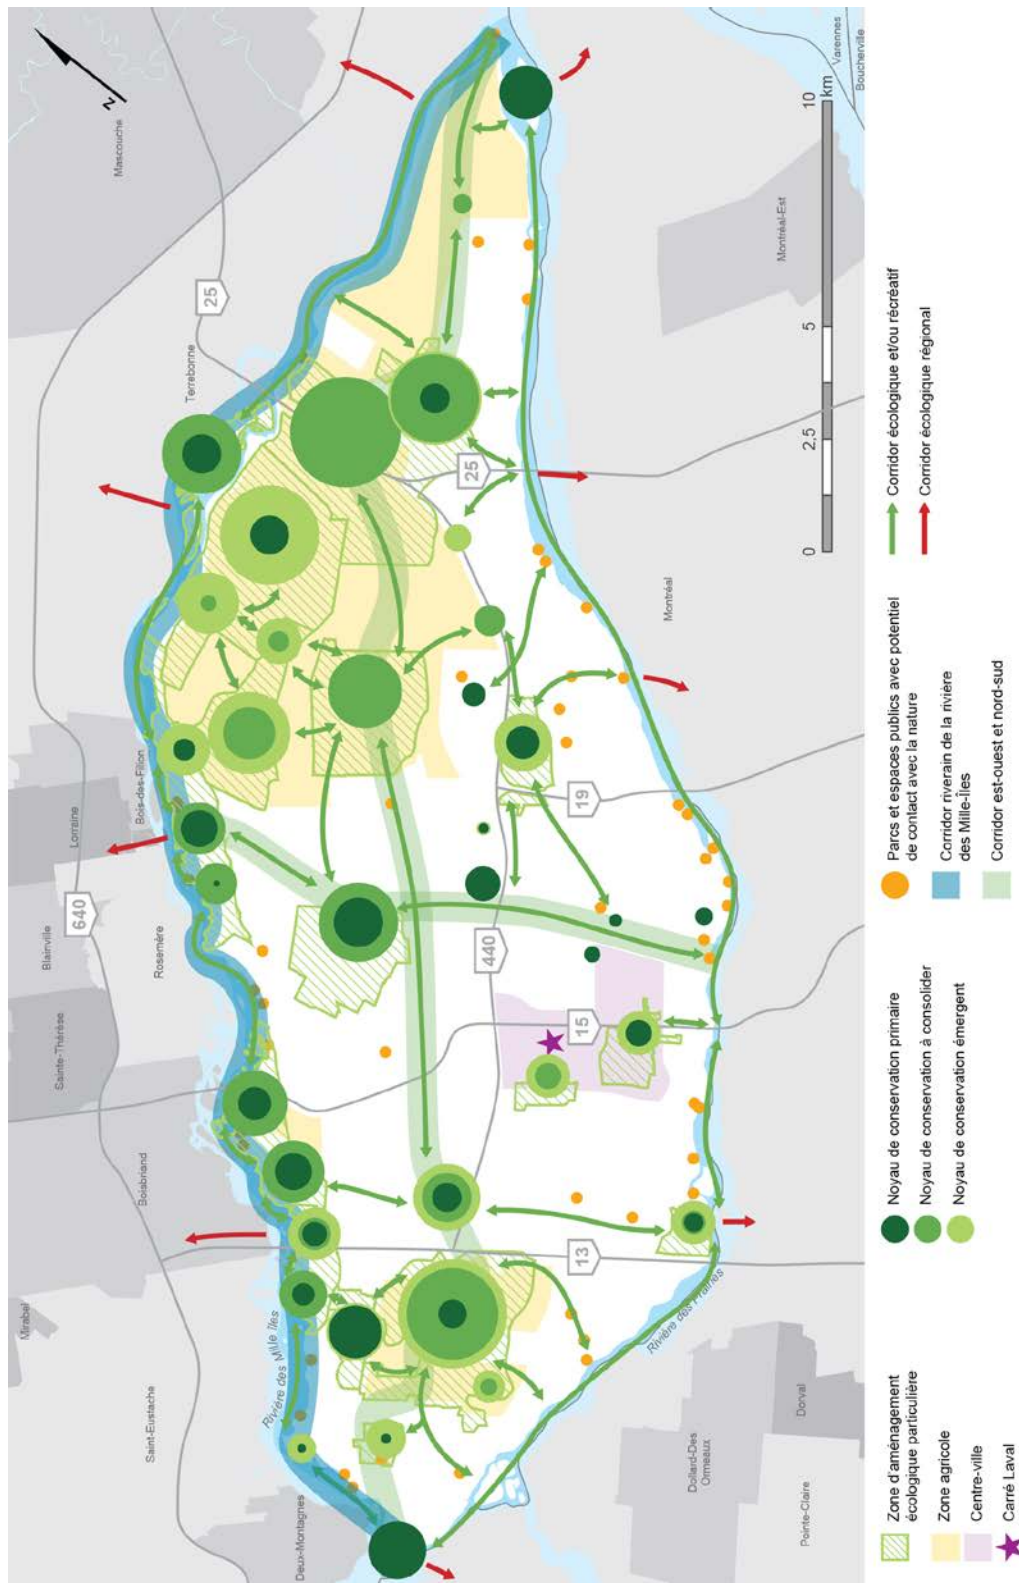 N
Mascouche
Varennes
Boucherville
25
Terrebonne
10
km
5
2,5
0
Montréal-Est
Bois-des-Filion
Lorraine
640
Blainville
Rosemère
Sainte-Thérèse
Boisbriand
Mirabel
Saint-Eustache
Deux-Montagnes
Rivière des Mille Îles
25
19
440
15
13
Montréal
Rivière des Prairies
Dollard-Des
Ormeaux
Dorval
Pointe-Claire
Zone d'aménagement
écologique particulière
Zone agricole
Centre-ville
Carré Laval
Noyau de conservation primaire
Noyau de conservation à consolider
Noyau de conservation émergent
Parcs et espaces publics avec potentiel
de contact avec la nature
Corridor riverain de la rivière
des Mille-Îles
Corridor est-ouest et nord-sud
Corridor écologique et/ou récréatif
Corridor écologique régional